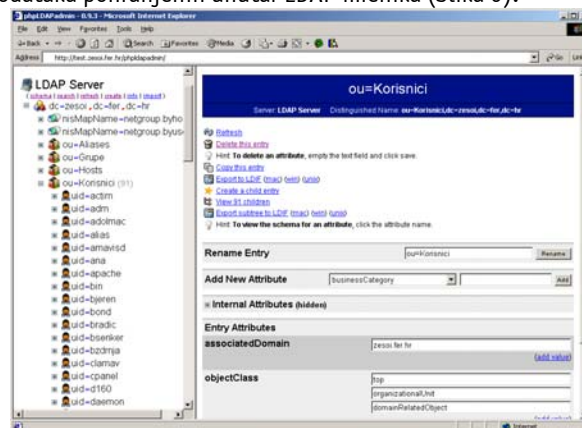 phpLDAPadmin - 0.9.3 - Microsoft Internet Explorer
File Edit View Favorites Tools Help
Back Search Favorites Media
Address http://test.zesoi.fer.hr/phpldapadmin/ Go
LDAP Server
(schema | search | refresh | create | info | import)
dc=zesoi,dc=fer,dc=hr
nisMapName=netgroup.byho
nisMapName=netgroup.byus
ou=Aliases
ou=Grupe
ou=Hosts
ou=Korisnici (91)
uid=actim
uid=adm
uid=adolmac
uid=alias
uid=amavisd
uid=ana
uid=apache
uid=bin
uid=bjeren
uid=bond
uid=bradic
uid=bsenker
uid=bzdmja
uid=clamav
uid=cpanel
uid=d160
uid=daemon
ou=Korisnici
Server: LDAP Server Distinguished Name: ou=Korisnici,dc=zesoi,dc=fer,dc=hr
Refresh
Delete this entry
Hint: To delete an attribute, empty the text field and click save.
Copy this entry
Export to LDIF (mac) (win) (unix)
Create a child entry
View 91 children
Export subtree to LDIF (mac) (win) (unix)
Hint: To view the schema for an attribute, click the attribute name.
Rename Entry ou=Korisnici Rename
Add New Attribute businessCategory Add
Internal Attributes (hidden)
Entry Attributes
associatedDomain zesoi.fer.hr
(add value)
objectClass top
organizationalUnit
domainRelatedObject
Internet